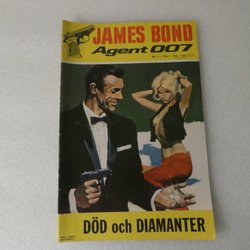 JAMES BOND
Agent 007
DÖD och DIAMANTER